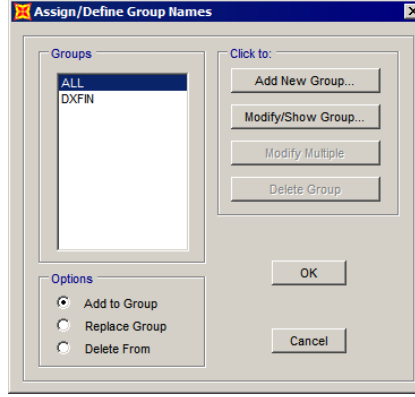 Assign/Define Group Names
Groups
ALL
DXFIN
Click to:
Add New Group...
Modify/Show Group...
Modify Multiple
Delete Group
Options
Add to Group
Replace Group
Delete From
OK
Cancel